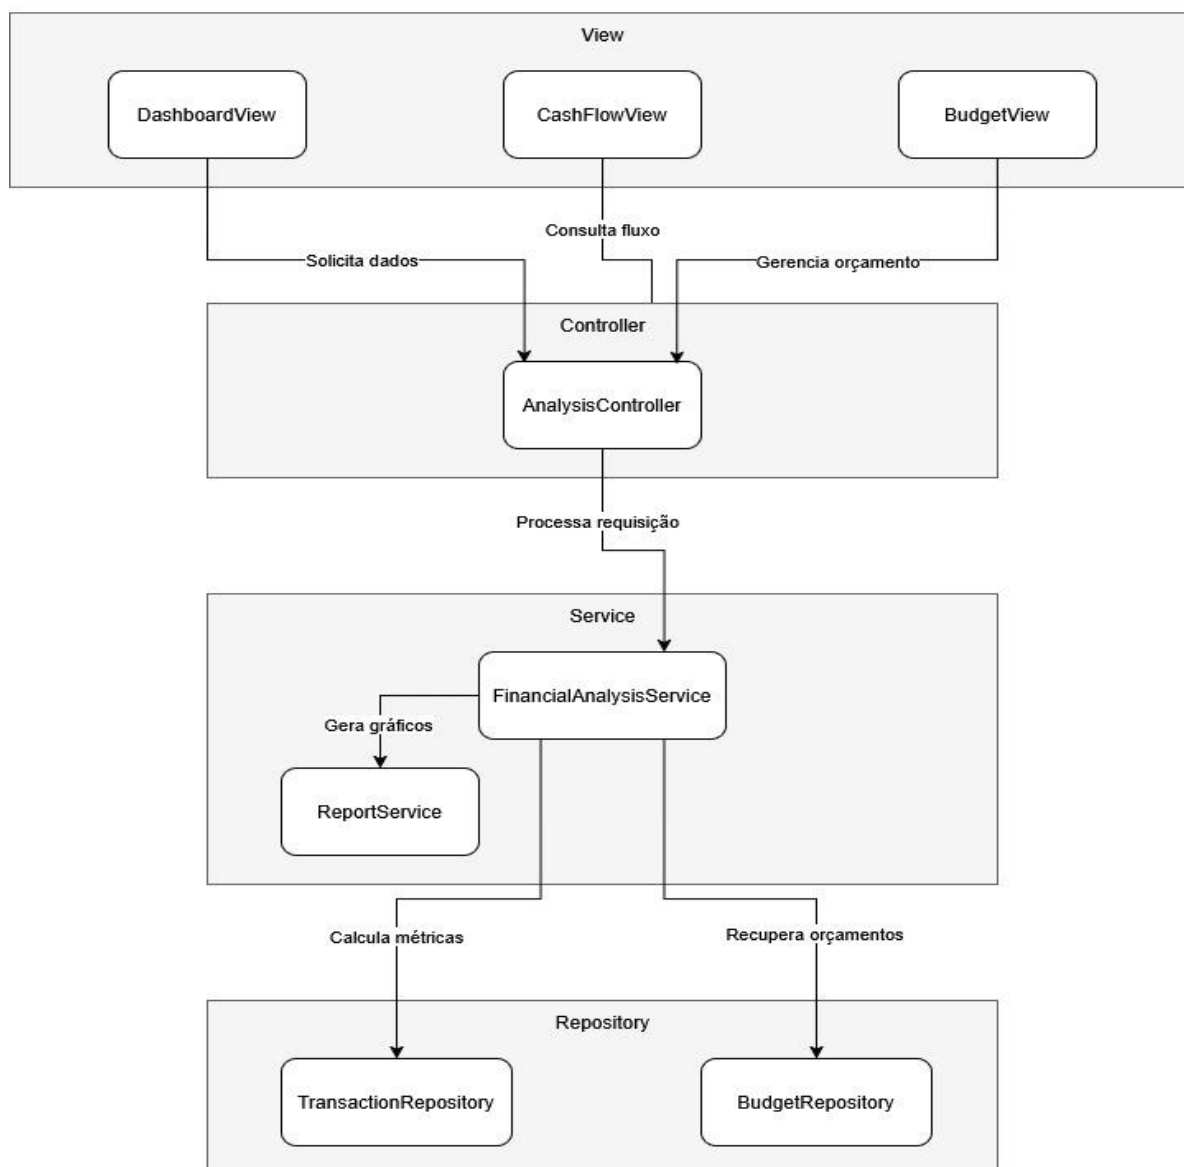 View
DashboardView
CashFlowView
BudgetView
Consulta fluxo
Solicita dados
Gerencia orçamento
Controller
AnalysisController
Processa requisição
Service
FinancialAnalysisService
Gera gráficos
ReportService
Calcula métricas
Recupera orçamentos
Repository
TransactionRepository
BudgetRepository